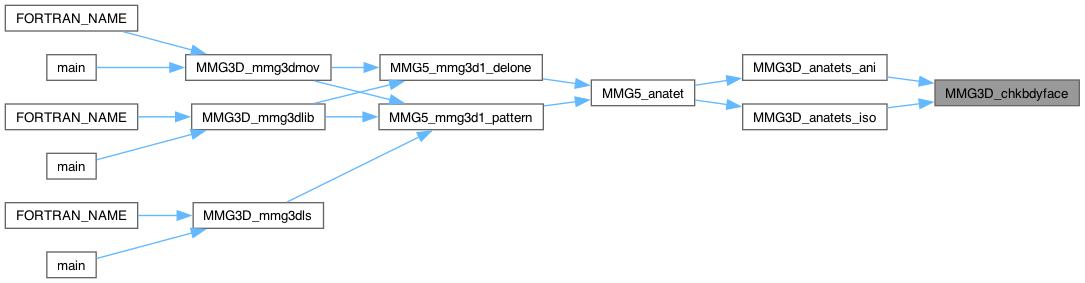 FORTRAN_NAME
main
MMG3D_mmg3dmov
MMG5_mmg3d1_delone
MMG3D_anatets_ani
MMG5_anatet
MMG3D_chkbdyface
FORTRAN_NAME
MMG3D_mmg3dlib
MMG5_mmg3d1_pattern
MMG3D_anatets_iso
main
FORTRAN_NAME
MMG3D_mmg3dls
main